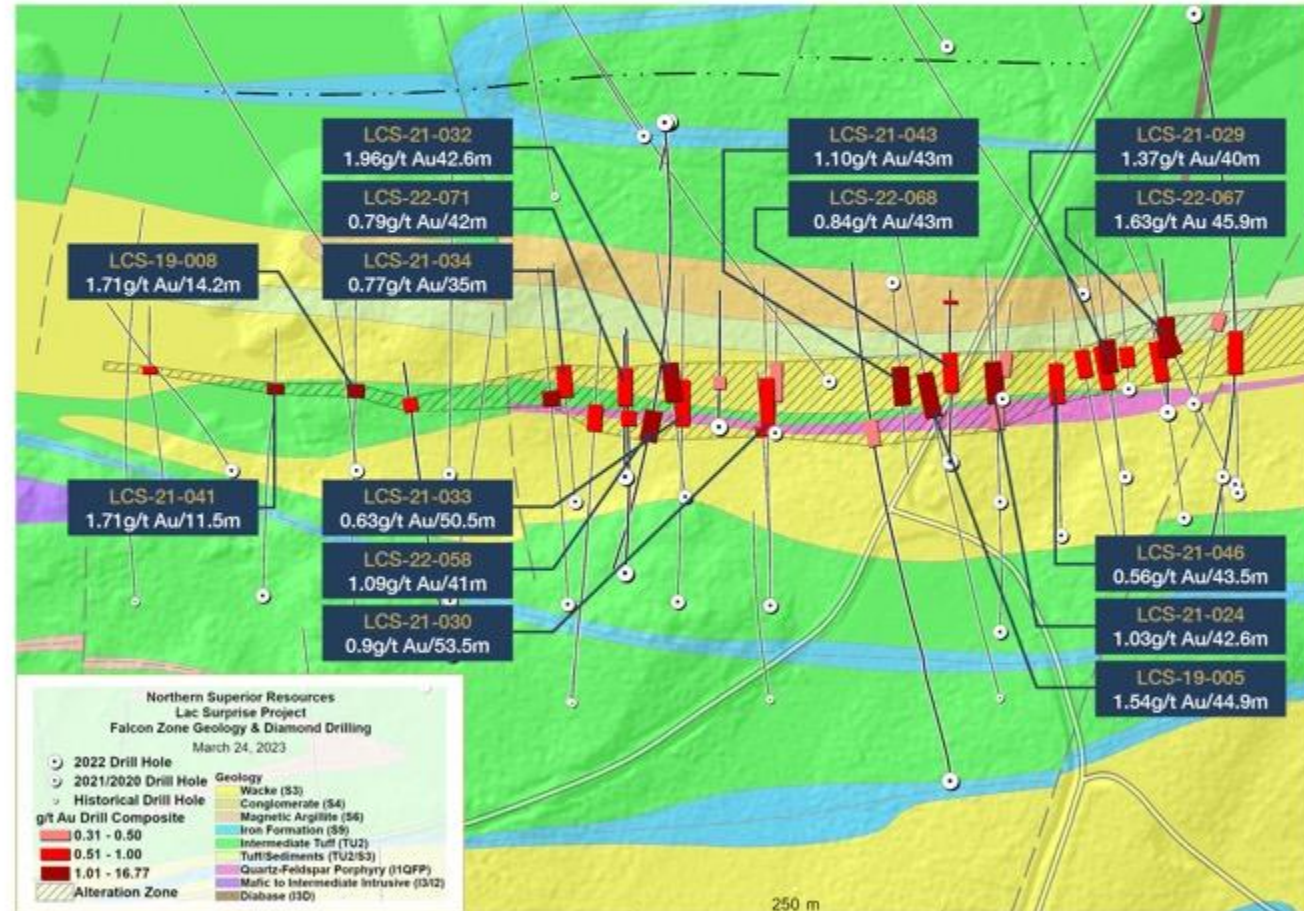 LCS-21-032
1.96g/t Au42.6m
LCS-22-071
0.79g/t Au/42m
LCS-21-034
0.77g/t Au/35m
LCS-19-008
1.71g/t Au/14.2m
LCS-21-043
1.10g/t Au/43m
LCS-22-068
0.84g/t Au/43m
LCS-21-029
1.37g/t Au/40m
LCS-22-067
1.63g/t Au 45.9m
LCS-21-041
1.71g/t Au/11.5m
LCS-21-033
0.63g/t Au/50.5m
LCS-22-058
1.09g/t Au/41m
LCS-21-030
0.9g/t Au/53.5m
LCS-21-046
0.56g/t Au/43.5m
LCS-21-024
1.03g/t Au/42.6m
LCS-19-005
1.54g/t Au/44.9m
Northern Superior Resources
Lac Surprise Project
Falcon Zone Geology & Diamond Drilling
March 24, 2023
2022 Drill Hole
2021/2020 Drill Hole
Historical Drill Hole
g/t Au Drill Composite
0.31 - 0.50
0.51 - 1.00
1.01 - 16.77
Alteration Zone
Geology
Wacke (S3)
Conglomerate (S4)
Magnetic Argillite (S6)
Iron Formation (S9)
Intermediate Tuff (TU2)
Tuff/Sediments (TU2/S3)
Quartz-Feldspar Porphyry (I1QFP)
Mafic to Intermediate Intrusive (I3/I2)
Diabase (I3D)
250 m